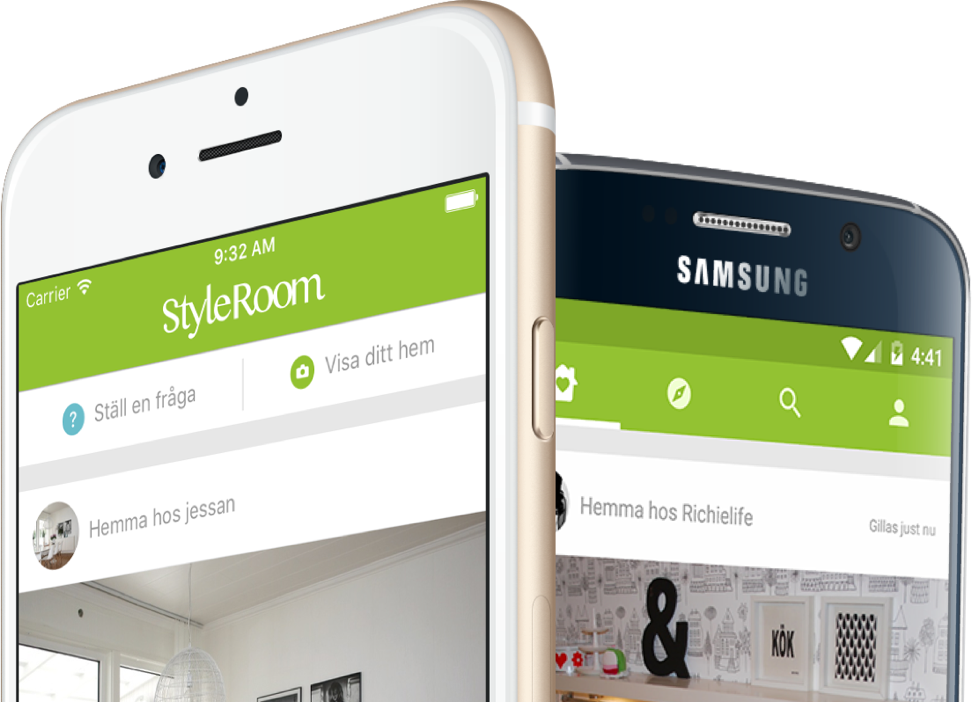 9:32 AM
Carrier
StyleRoom
? Ställ en fråga
Visa ditt hem
Hemma hos jessan
SAMSUNG
4:41
Hemma hos Richielife
Gillas just nu
&
KÖK